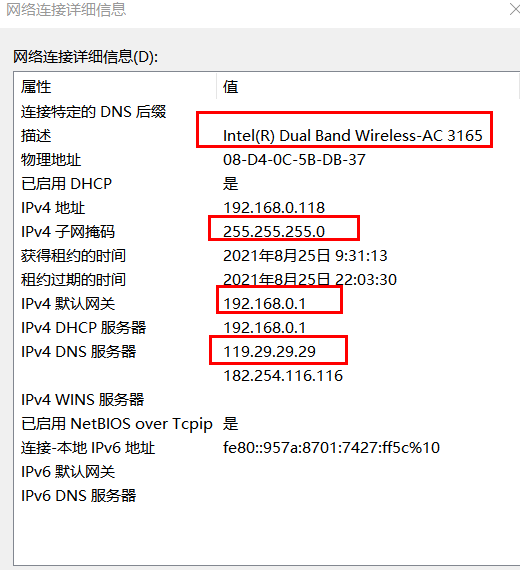 网络连接详细信息
网络连接详细信息(D):
属性 值
连接特定的 DNS 后缀
描述 Intel(R) Dual Band Wireless-AC 3165
物理地址 08-D4-0C-5B-DB-37
已启用 DHCP 是
IPv4 地址 192.168.0.118
IPv4 子网掩码 255.255.255.0
获得租约的时间 2021年8月25日 9:31:13
租约过期的时间 2021年8月25日 22:03:30
IPv4 默认网关 192.168.0.1
IPv4 DHCP 服务器 192.168.0.1
IPv4 DNS 服务器 119.29.29.29
182.254.116.116
IPv4 WINS 服务器
已启用 NetBIOS over Tcpip 是
连接-本地 IPv6 地址 fe80::957a:8701:7427:ff5c%10
IPv6 默认网关
IPv6 DNS 服务器